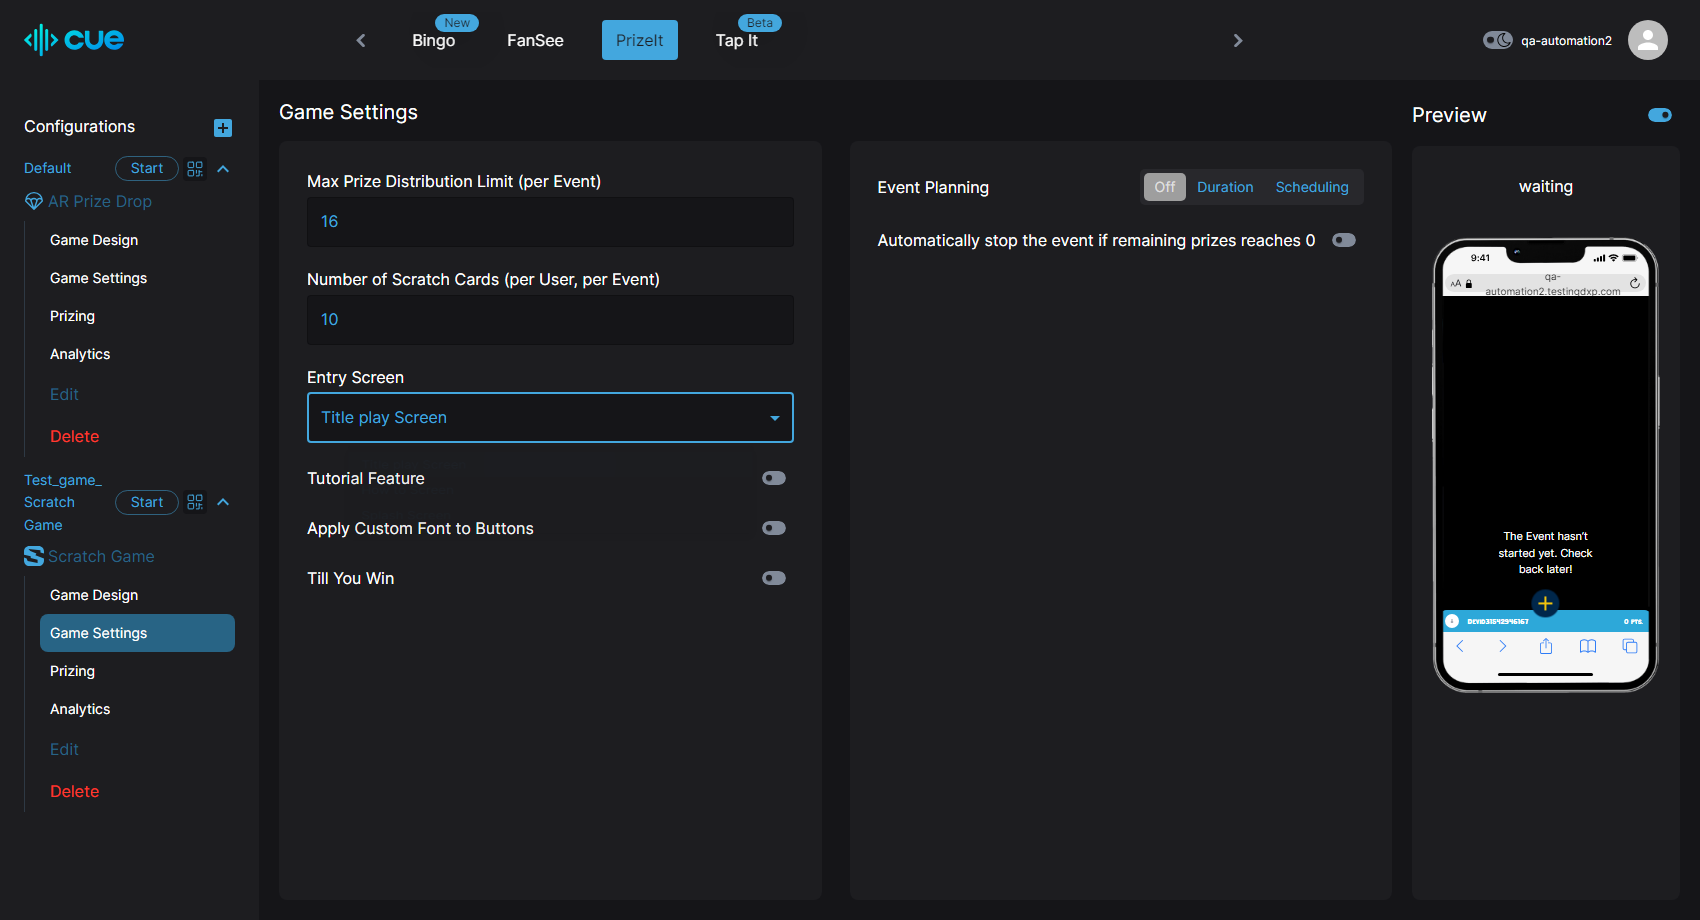 cue
New
Bingo
FanSee
PrizeIt
Beta
Tap It
qa-automation2
Configurations
Default
Start
AR Prize Drop
Game Design
Game Settings
Prizing
Analytics
Edit
Delete
Test_game_
Scratch
Game
Start
Scratch Game
Game Design
Game Settings
Prizing
Analytics
Edit
Delete
Game Settings
Max Prize Distribution Limit (per Event)
16
Number of Scratch Cards (per User, per Event)
10
Entry Screen
Title play Screen
Tutorial Feature
Apply Custom Font to Buttons
Till You Win
Event Planning
Off
Duration
Scheduling
Automatically stop the event if remaining prizes reaches 0
Preview
waiting
9:41
AA
qa-
automation2.testingdxp.com
The Event hasn't
started yet. Check
back later!
0 PTS.